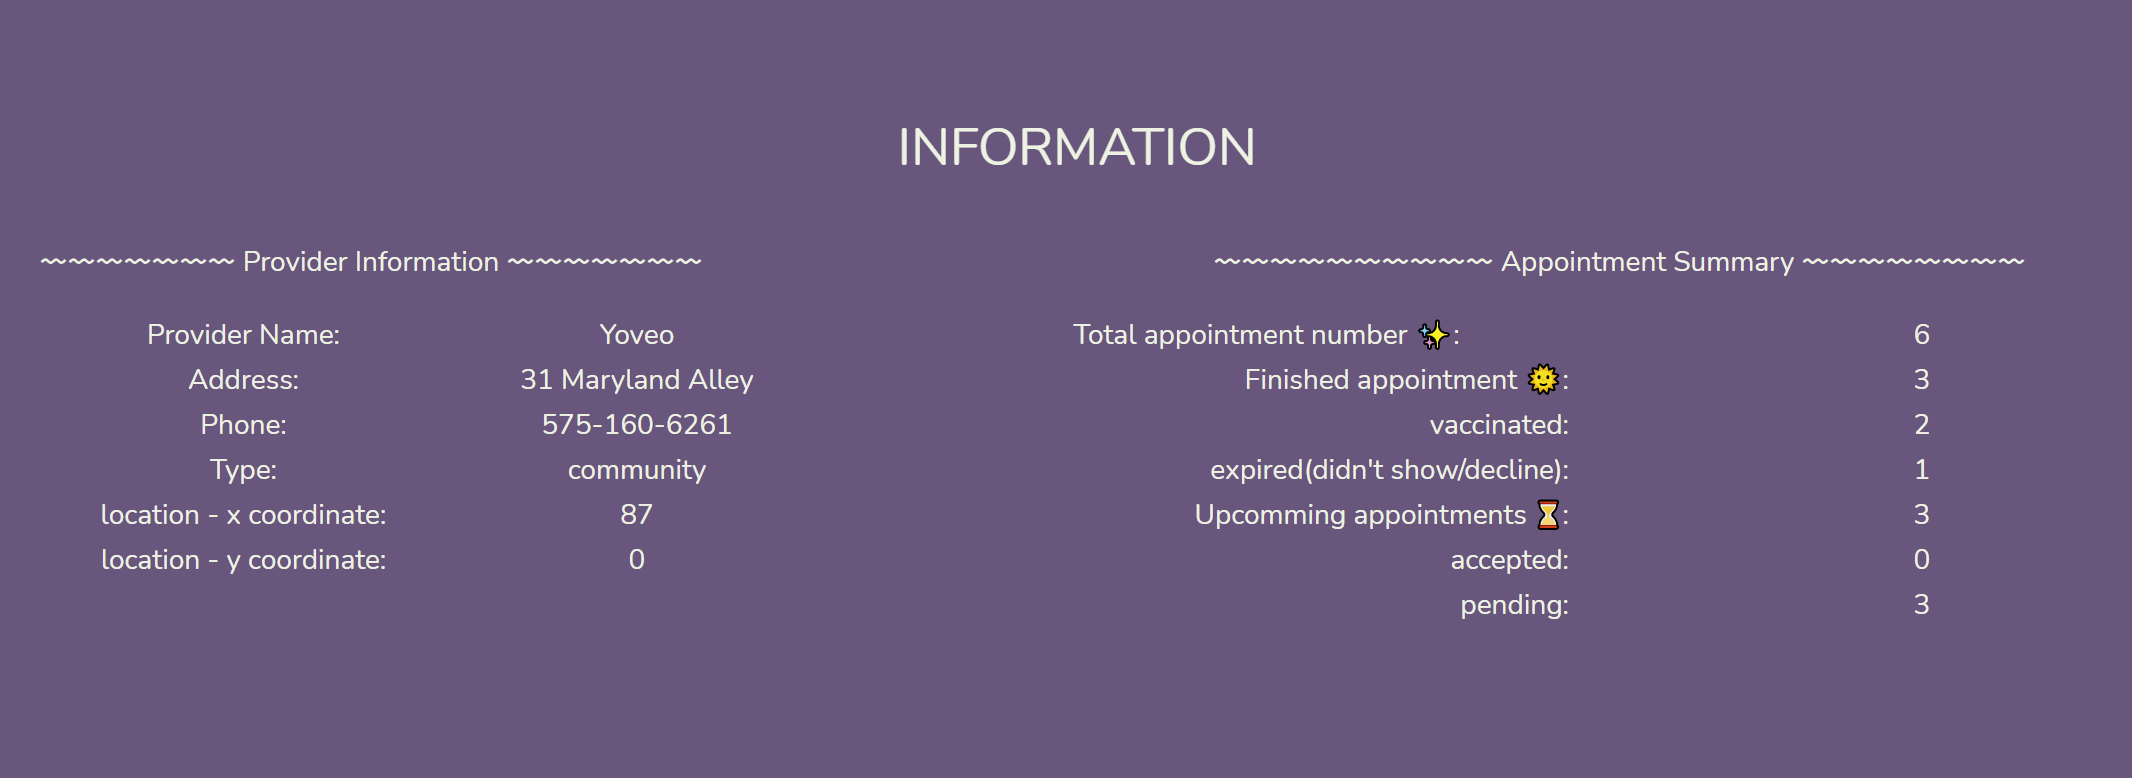 INFORMATION
~~~~~~~ Provider Information ~~~~~~~
Provider Name: Yoveo
Address: 31 Maryland Alley
Phone: 575-160-6261
Type: community
location - x coordinate: 87
location - y coordinate: 0
~~~~~~~~~~ Appointment Summary ~~~~~~~~
Total appointment number ✨: 6
Finished appointment 🌞: 3
vaccinated: 2
expired(didn't show/decline): 1
Upcomming appointments ⏳: 3
accepted: 0
pending: 3